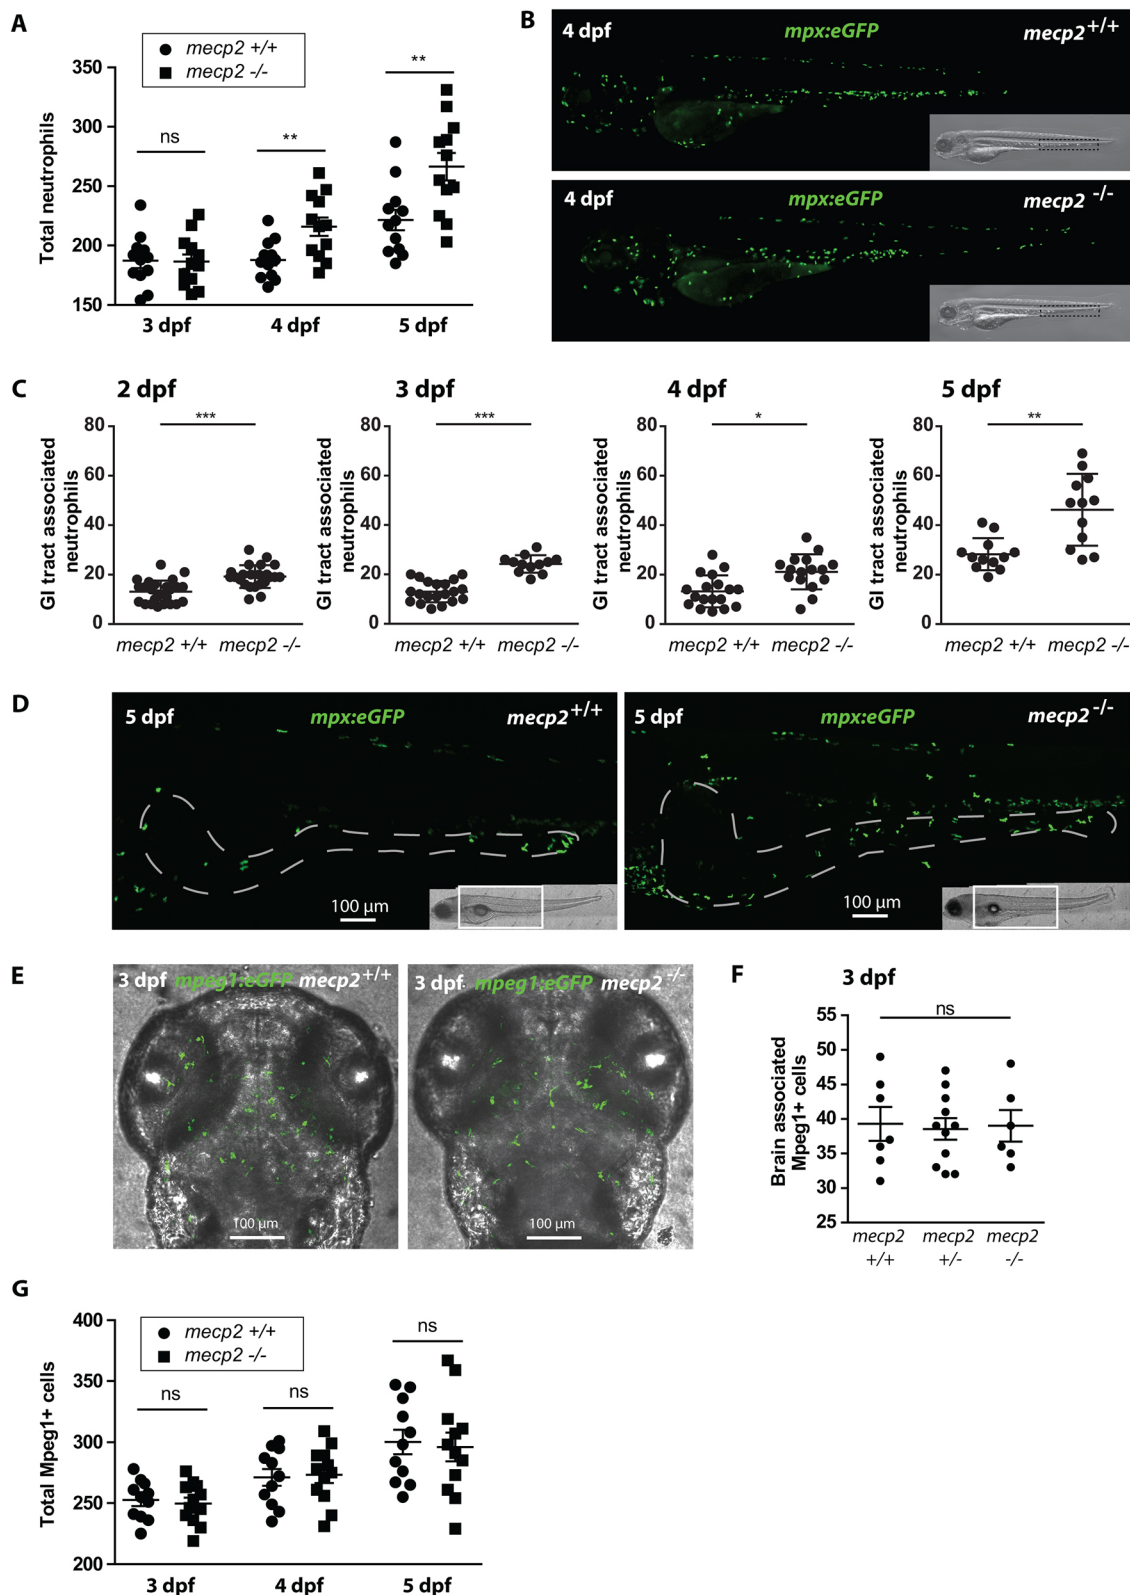 A
mecp2 +/+
mecp2 -/-
Total neutrophils
350
300
250
200
150
ns
**
**
3 dpf
4 dpf
5 dpf
B
4 dpf mpx:eGFP mecp2+/+
4 dpf mpx:eGFP mecp2 -/-
C
2 dpf
GI tract associated
neutrophils
80
60
40
20
0
***
mecp2 +/+ mecp2 -/-
3 dpf
GI tract associated
neutrophils
80
60
40
20
0
***
mecp2 +/+ mecp2 -/-
4 dpf
GI tract associated
neutrophils
80
60
40
20
0
*
mecp2 +/+ mecp2 -/-
5 dpf
GI tract associated
neutrophils
80
60
40
20
0
**
mecp2 +/+ mecp2 -/-
D
5 dpf mpx:eGFP mecp2+/+
100 µm
5 dpf mpx:eGFP mecp2-/-
100 µm
E
3 dpf mpeg1:eGFP mecp2+/+
100 µm
3 dpf. mpeg1:eGFP mecp2-/-
100 µm
F
3 dpf
Brain associated
Mpeg1+ cells
55
50
45
40
35
30
25
ns
mecp2 mecp2 mecp2
+/+ +/- -/-
G
mecp2 +/+
mecp2 -/-
Total Mpeg1+ cells
400
350
300
250
200
ns
ns
ns
3 dpf
4 dpf
5 dpf